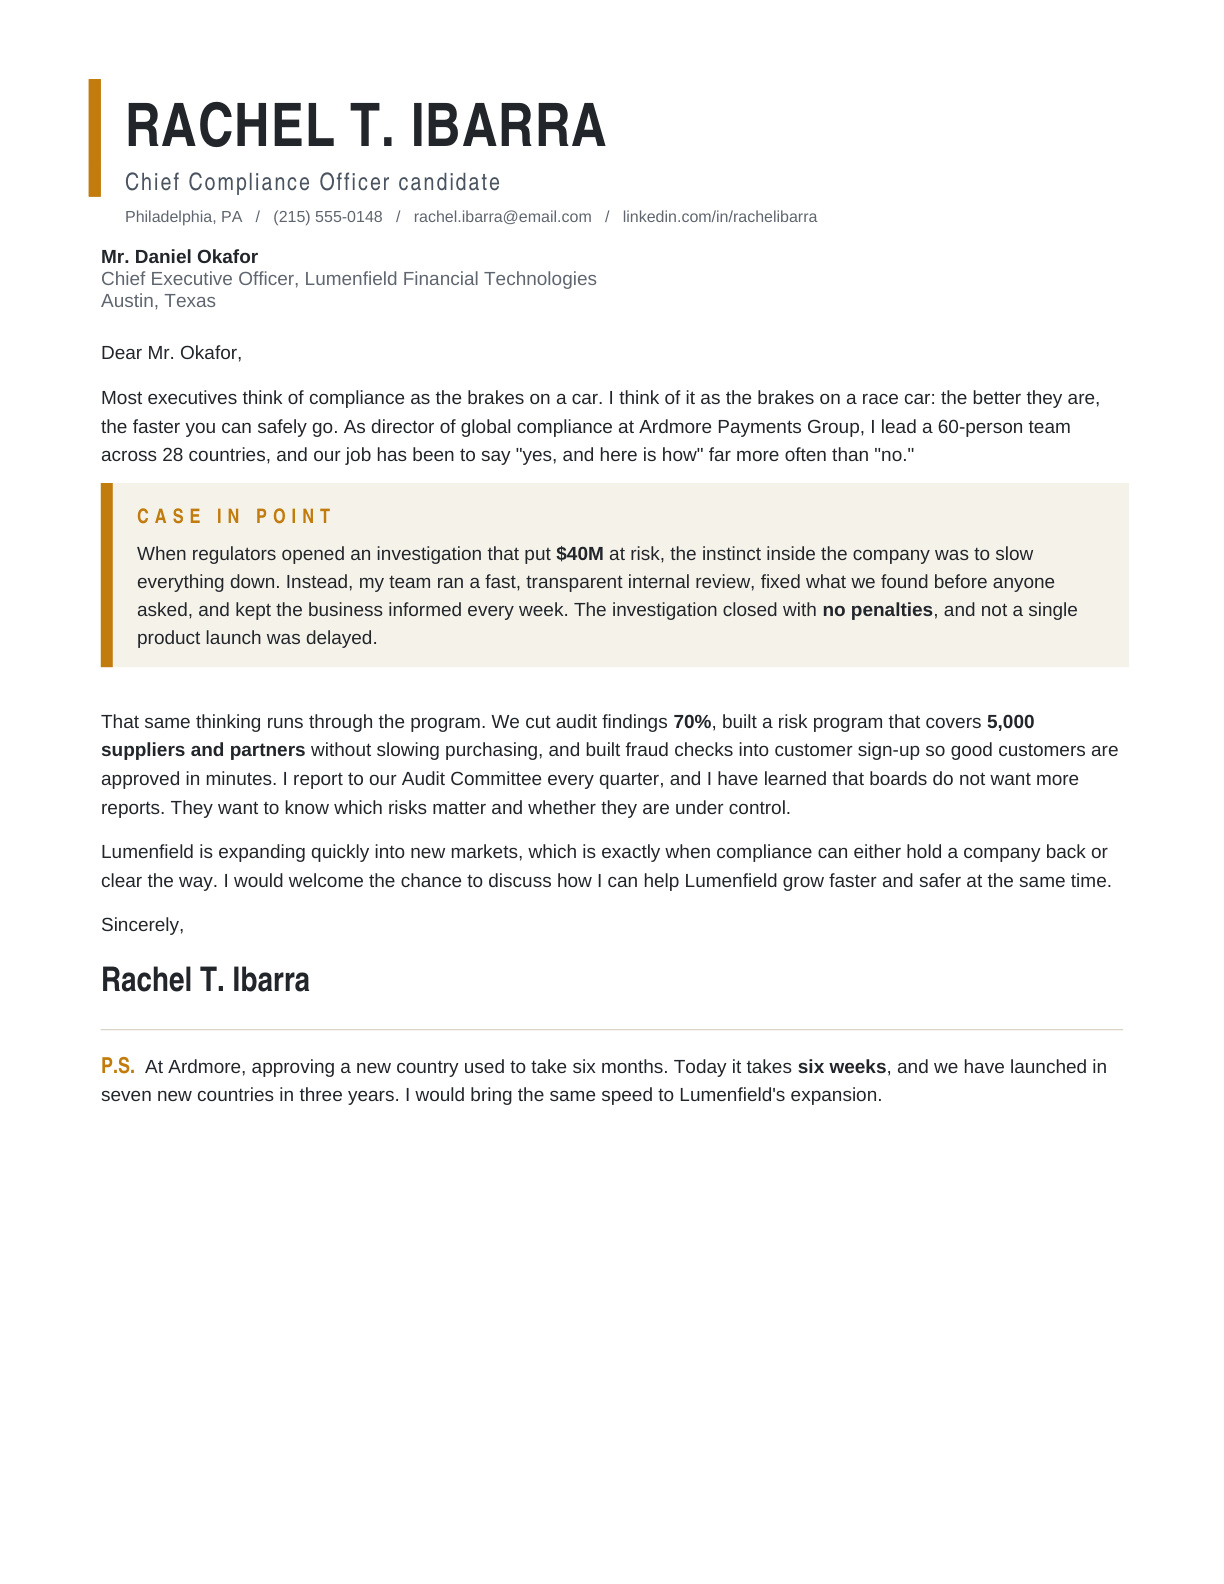 RACHEL T. IBARRA
Chief Compliance Officer candidate
Philadelphia, PA / (215) 555-0148 / rachel.ibarra@email.com / linkedin.com/in/rachelibarra
Mr. Daniel Okafor
Chief Executive Officer, Lumenfield Financial Technologies
Austin, Texas
Dear Mr. Okafor,
Most executives think of compliance as the brakes on a car. I think of it as the brakes on a race car: the better they are,
the faster you can safely go. As director of global compliance at Ardmore Payments Group, I lead a 60-person team
across 28 countries, and our job has been to say "yes, and here is how" far more often than "no."
CASE IN POINT
When regulators opened an investigation that put $40M at risk, the instinct inside the company was to slow
everything down. Instead, my team ran a fast, transparent internal review, fixed what we found before anyone
asked, and kept the business informed every week. The investigation closed with no penalties, and not a single
product launch was delayed.
That same thinking runs through the program. We cut audit findings 70%, built a risk program that covers 5,000
suppliers and partners without slowing purchasing, and built fraud checks into customer sign-up so good customers are
approved in minutes. I report to our Audit Committee every quarter, and I have learned that boards do not want more
reports. They want to know which risks matter and whether they are under control.
Lumenfield is expanding quickly into new markets, which is exactly when compliance can either hold a company back or
clear the way. I would welcome the chance to discuss how I can help Lumenfield grow faster and safer at the same time.
Sincerely,
Rachel T. Ibarra
P.S. At Ardmore, approving a new country used to take six months. Today it takes six weeks, and we have launched in
seven new countries in three years. I would bring the same speed to Lumenfield's expansion.